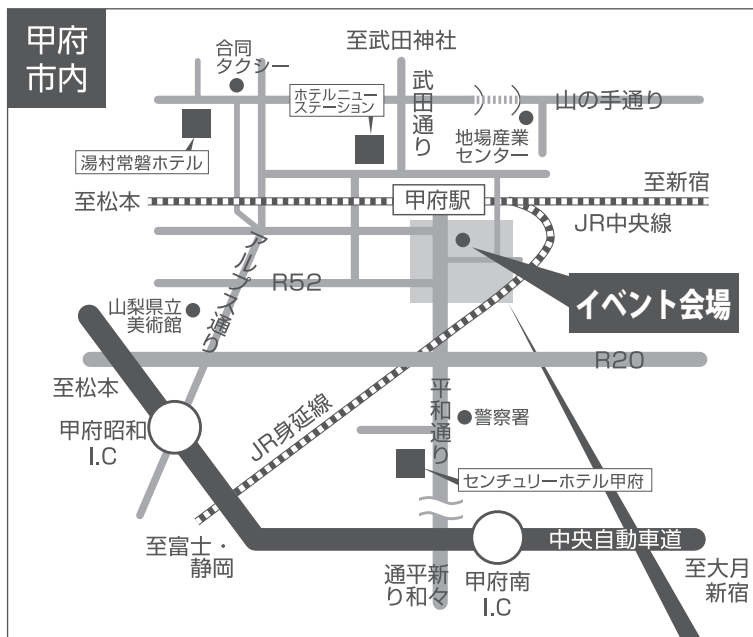 甲府
市内
合同
タクシー
至武田神社
ホテルニュー
ステーション
武田通り
山の手通り
湯村常磐ホテル
地場産業
センター
至松本
甲府駅
至新宿
JR中央線
アルプス通り
R52
イベント会場
山梨県立
美術館
R20
至松本
甲府昭和
I.C
JR身延線
平和通り
警察署
センチュリーホテル甲府
至富士・
静岡
中央自動車道
新々
平和
通り
甲府南
I.C
至大月
新宿